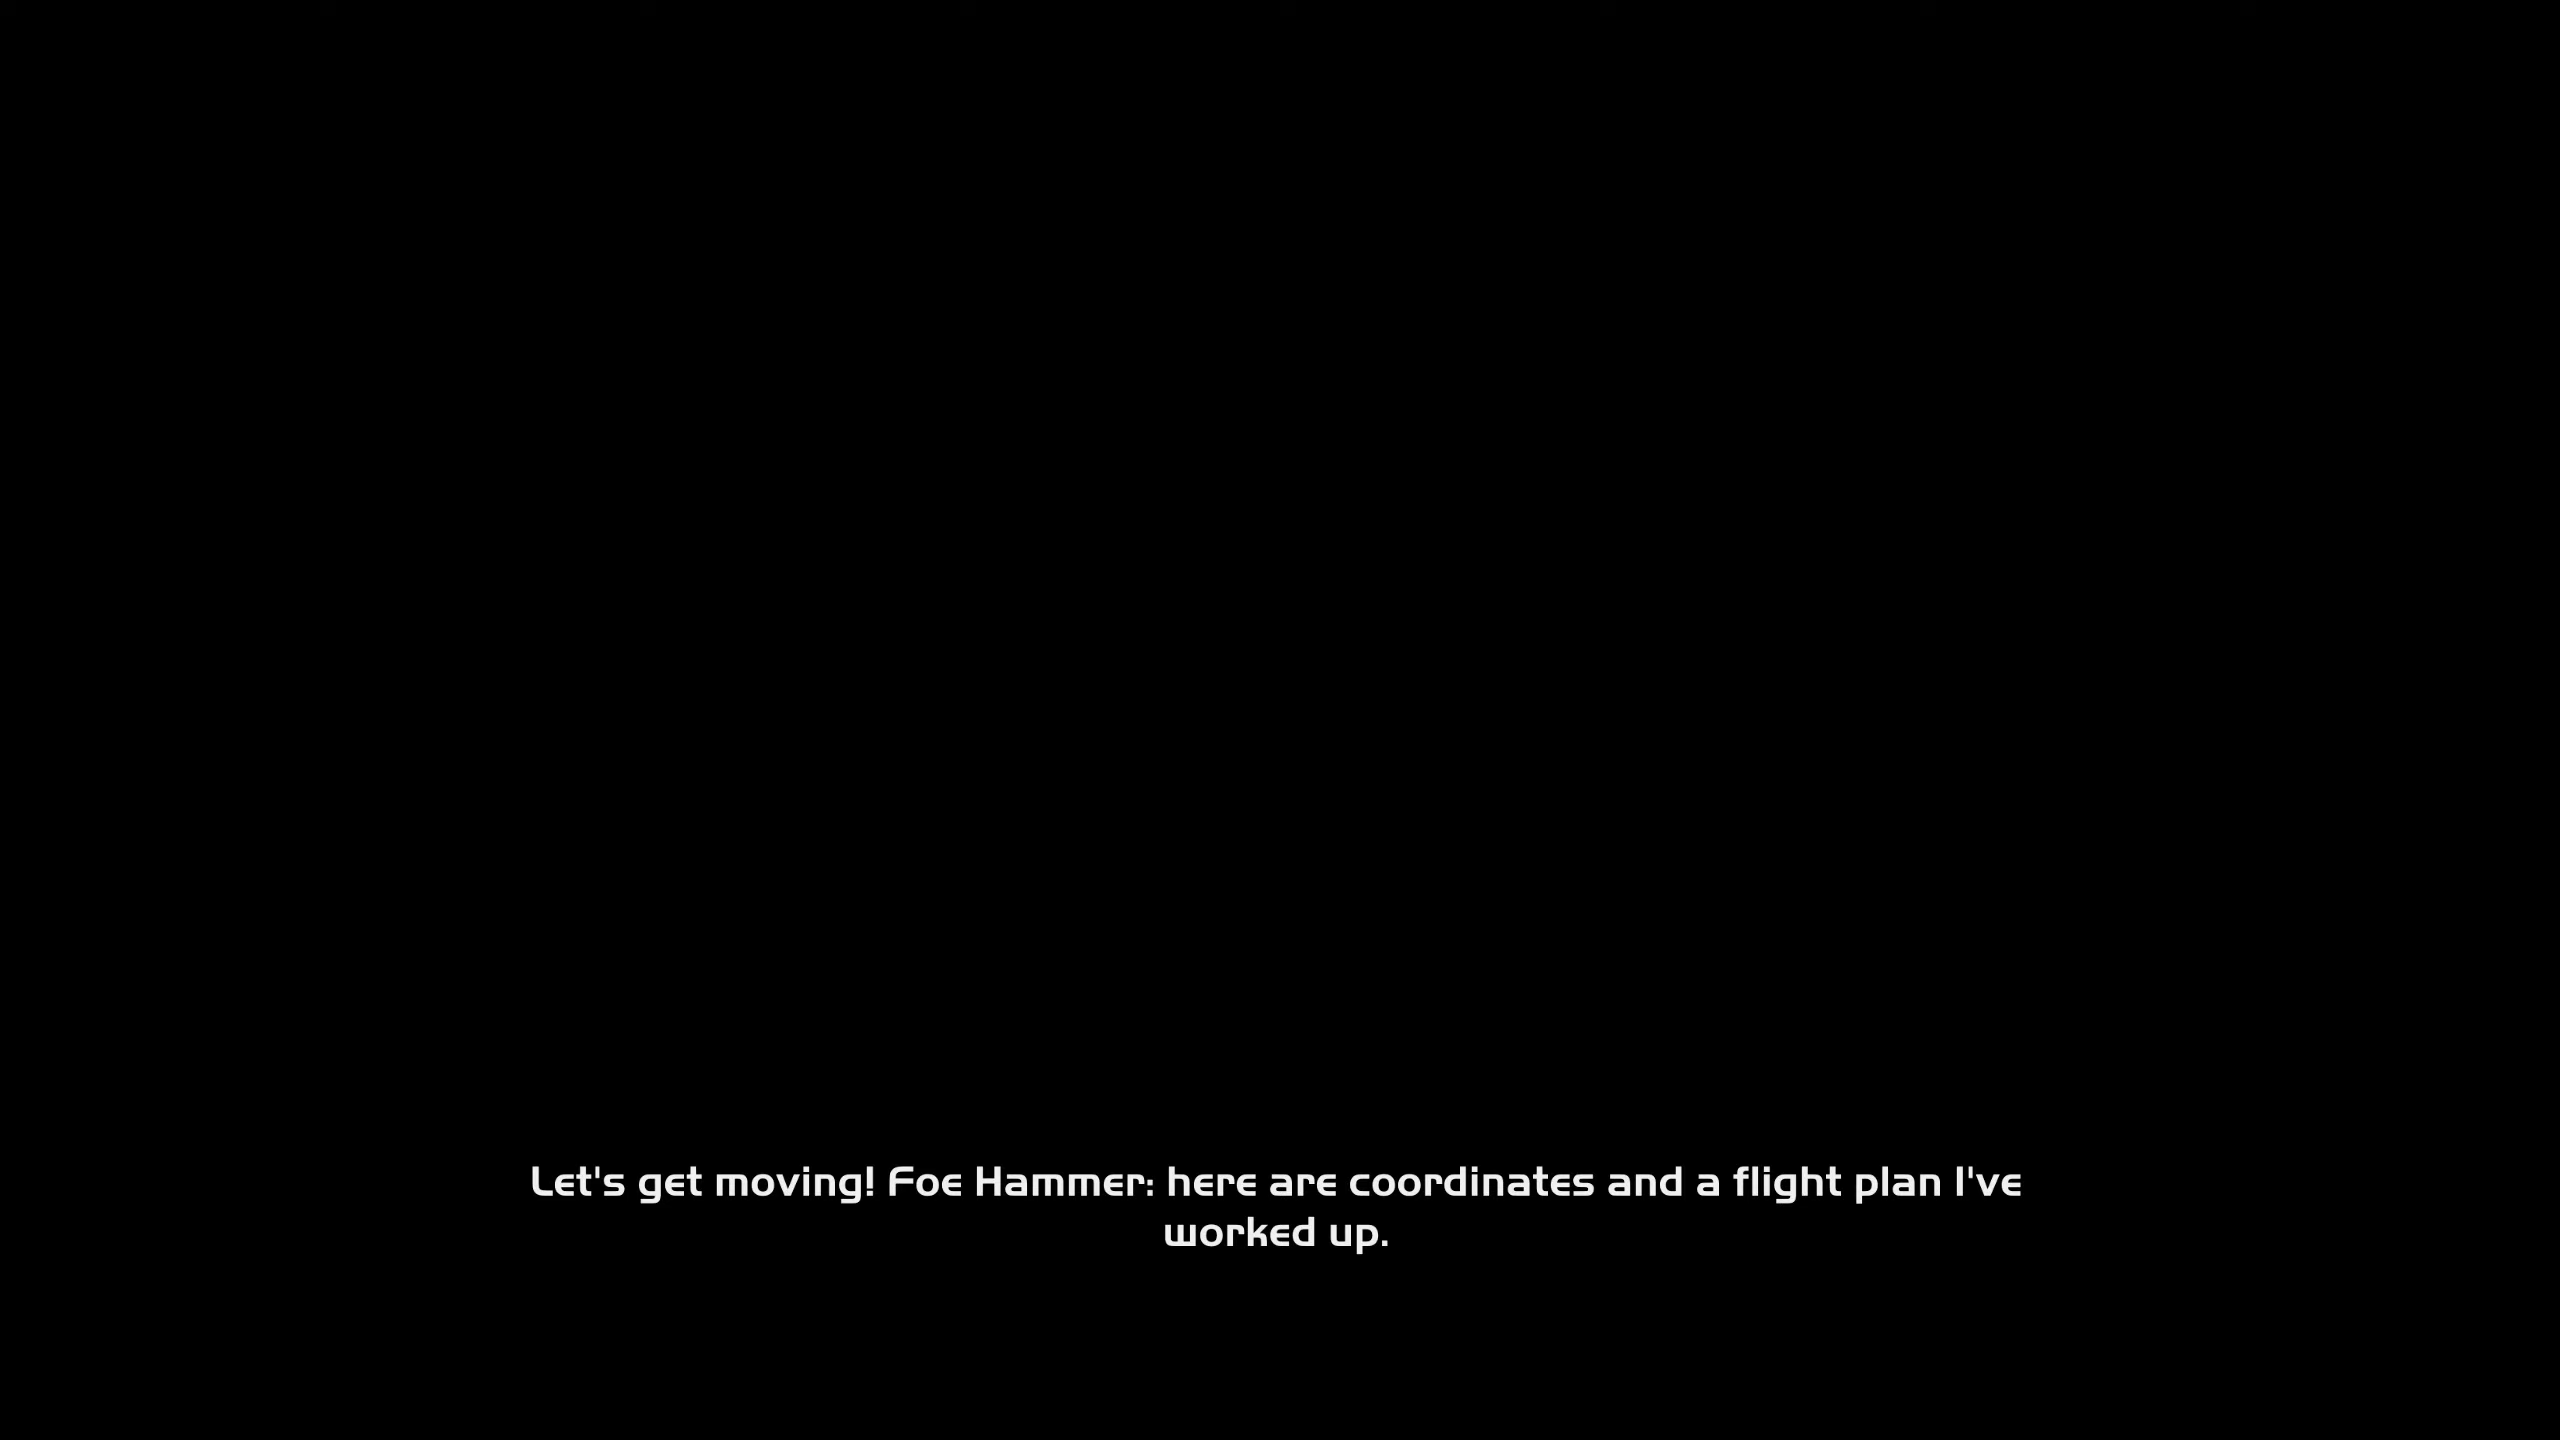 Let's get moving! Foe Hammer: here are coordinates and a flight plan I've
worked up.